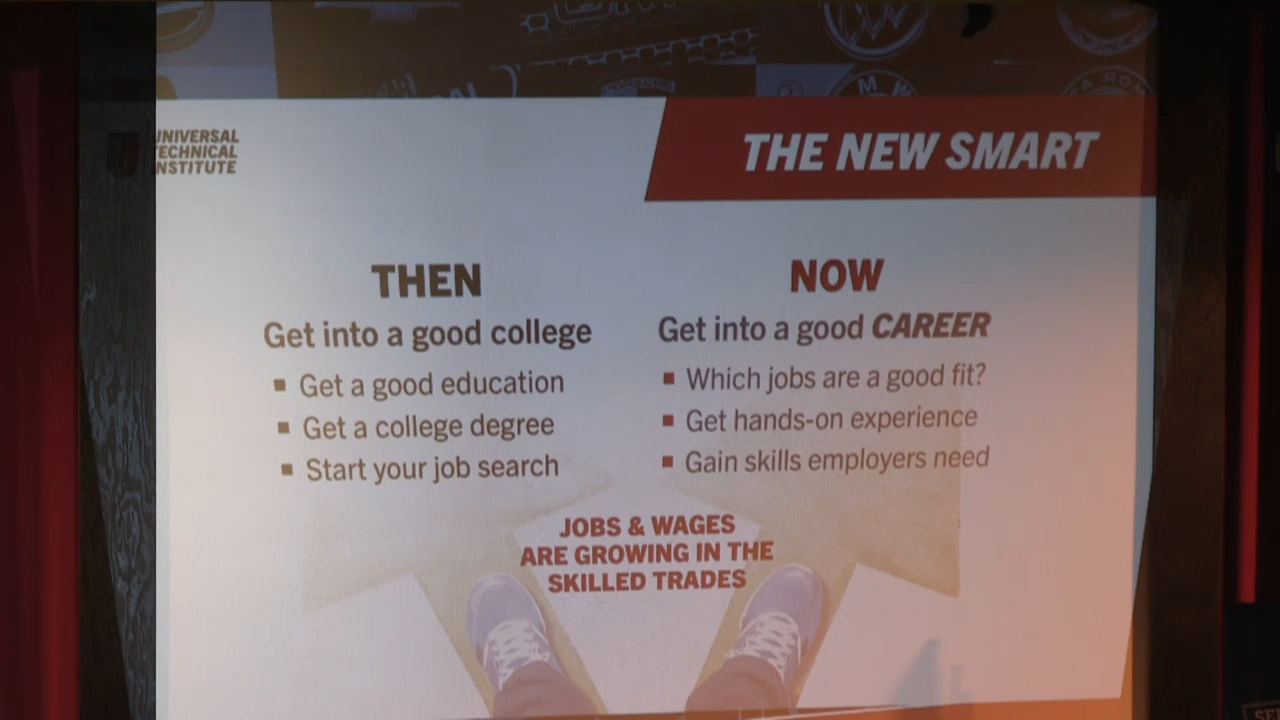 M W
A ROM
UNIVERSAL
TECHNICAL
INSTITUTE
THE NEW SMART
THEN
Get into a good college
▪ Get a good education
▪ Get a college degree
▪ Start your job search
NOW
Get into a good CAREER
▪ Which jobs are a good fit?
▪ Get hands-on experience
▪ Gain skills employers need
JOBS & WAGES
ARE GROWING IN THE
SKILLED TRADES